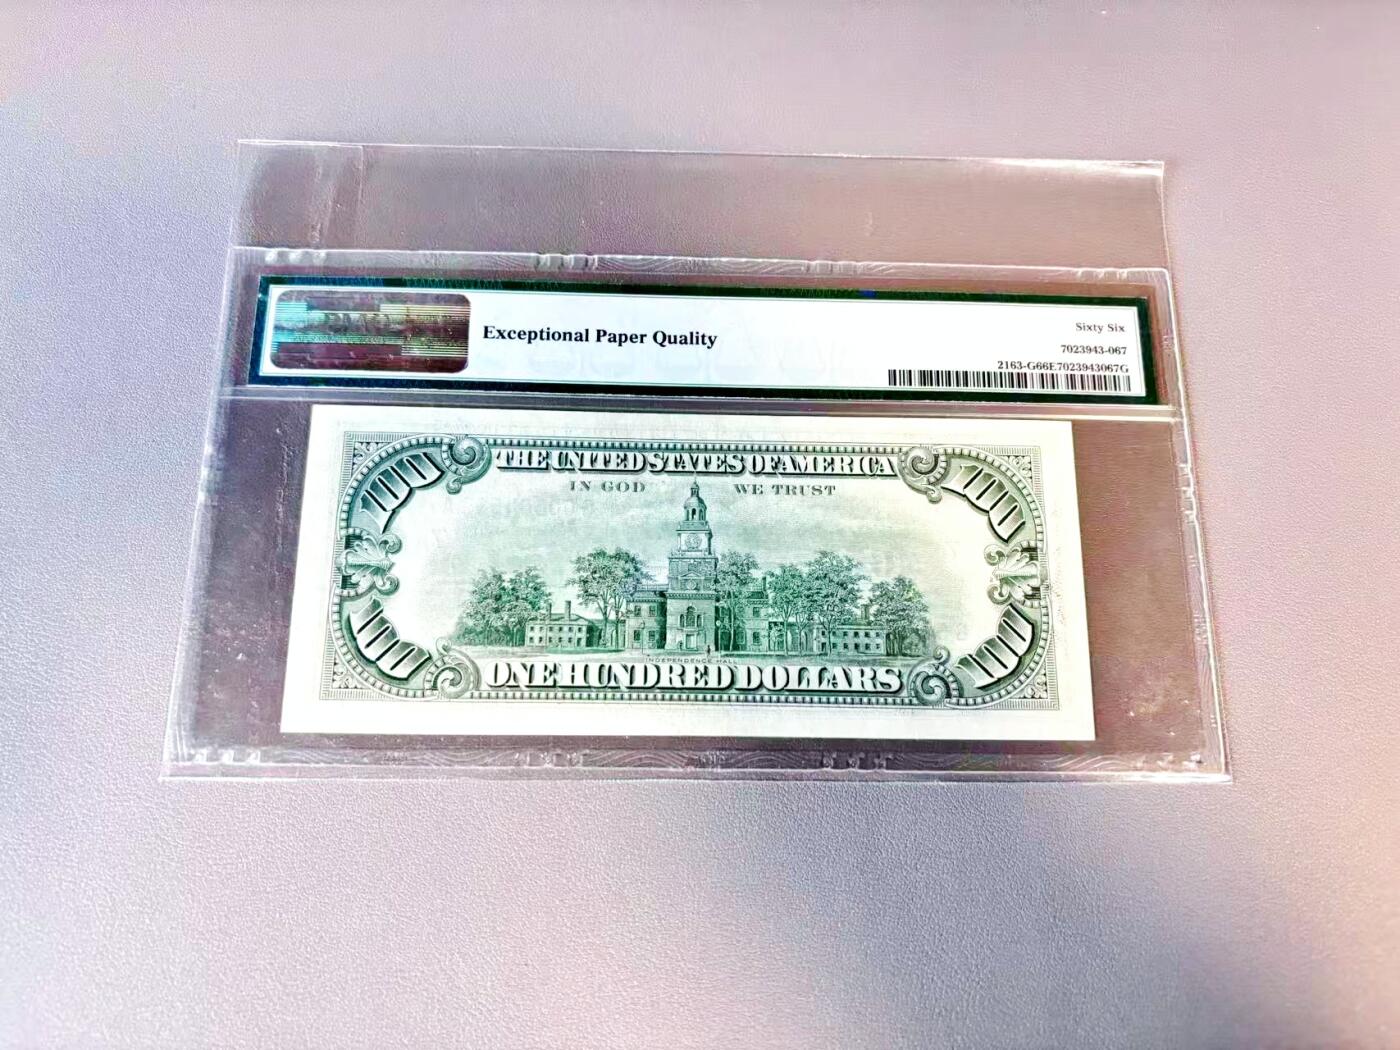 PMG
Exceptional Paper Quality
Sixty Six
7023943-067
2163-G66E7023943067G
THE UNITED STATES OF AMERICA
IN GOD WE TRUST
100
100
100
100
INDEPENDENCE HALL
ONE HUNDRED DOLLARS